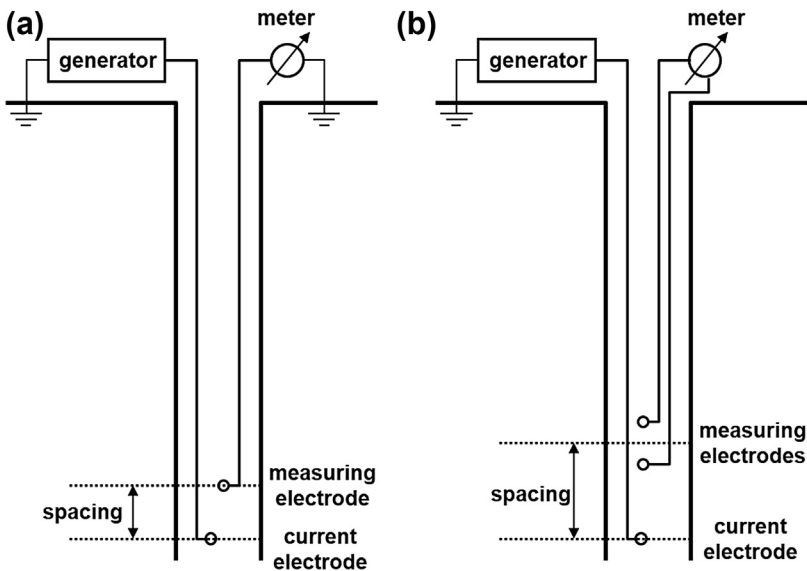 (a)
generator
meter
measuring
electrode
spacing
current
electrode
(b)
generator
meter
measuring
electrodes
spacing
current
electrode